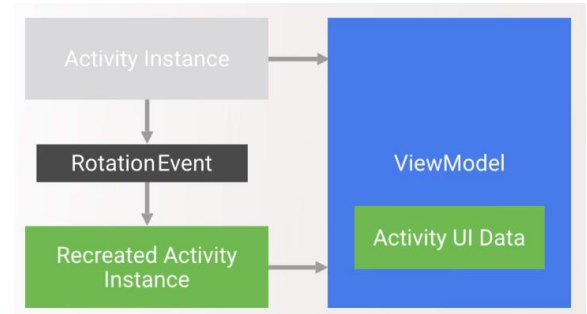 Activity Instance
RotationEvent
ViewModel
Activity UI Data
Recreated Activity
Instance